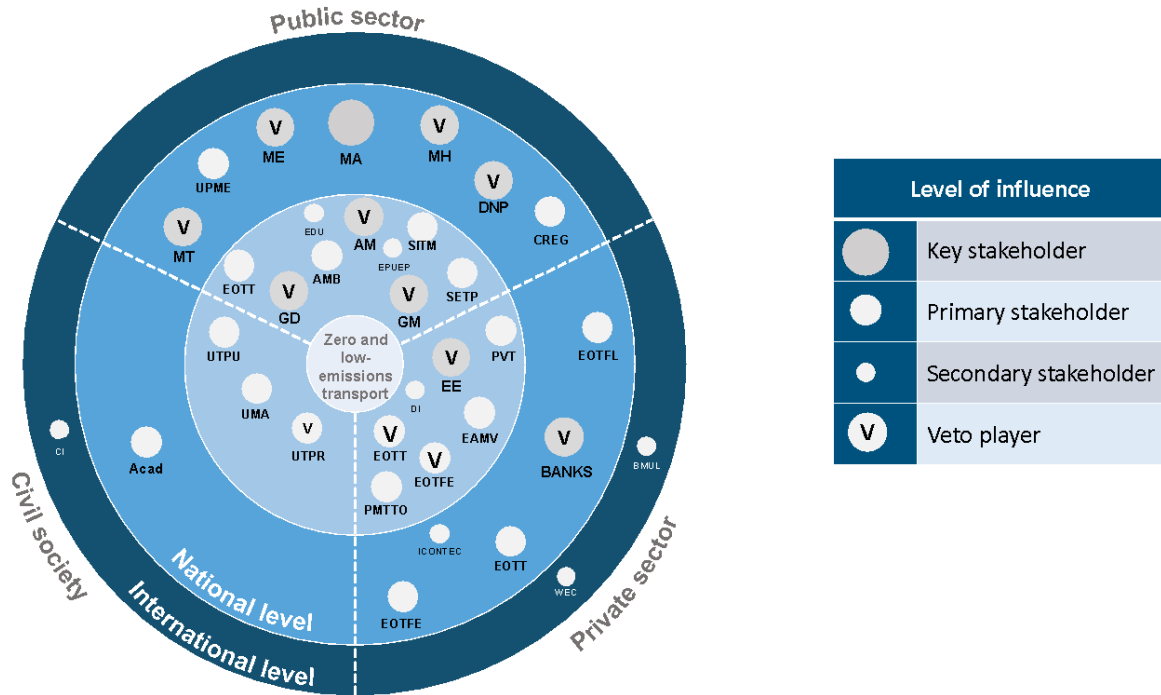 Public sector
V
ME
MA
V
MH
UPME
V
DNP
V
MT
CREG
EDU
V
AM
SITM
EPUEP
AMB
EOTT
SETP
V
GD
V
GM
Zero and
low-
emissions
transport
UTPU
PVT
V
EE
EOTFL
DI
UMA
EAMV
V
UTPR
V
EOTT
V
EOTFE
PMTTO
Acad
CI
V
BANKS
BMUL
ICONTEC
EOTT
WEC
EOTFE
National level
International level
Civil society
Private sector
Level of influence
Key stakeholder
Primary stakeholder
Secondary stakeholder
V Veto player